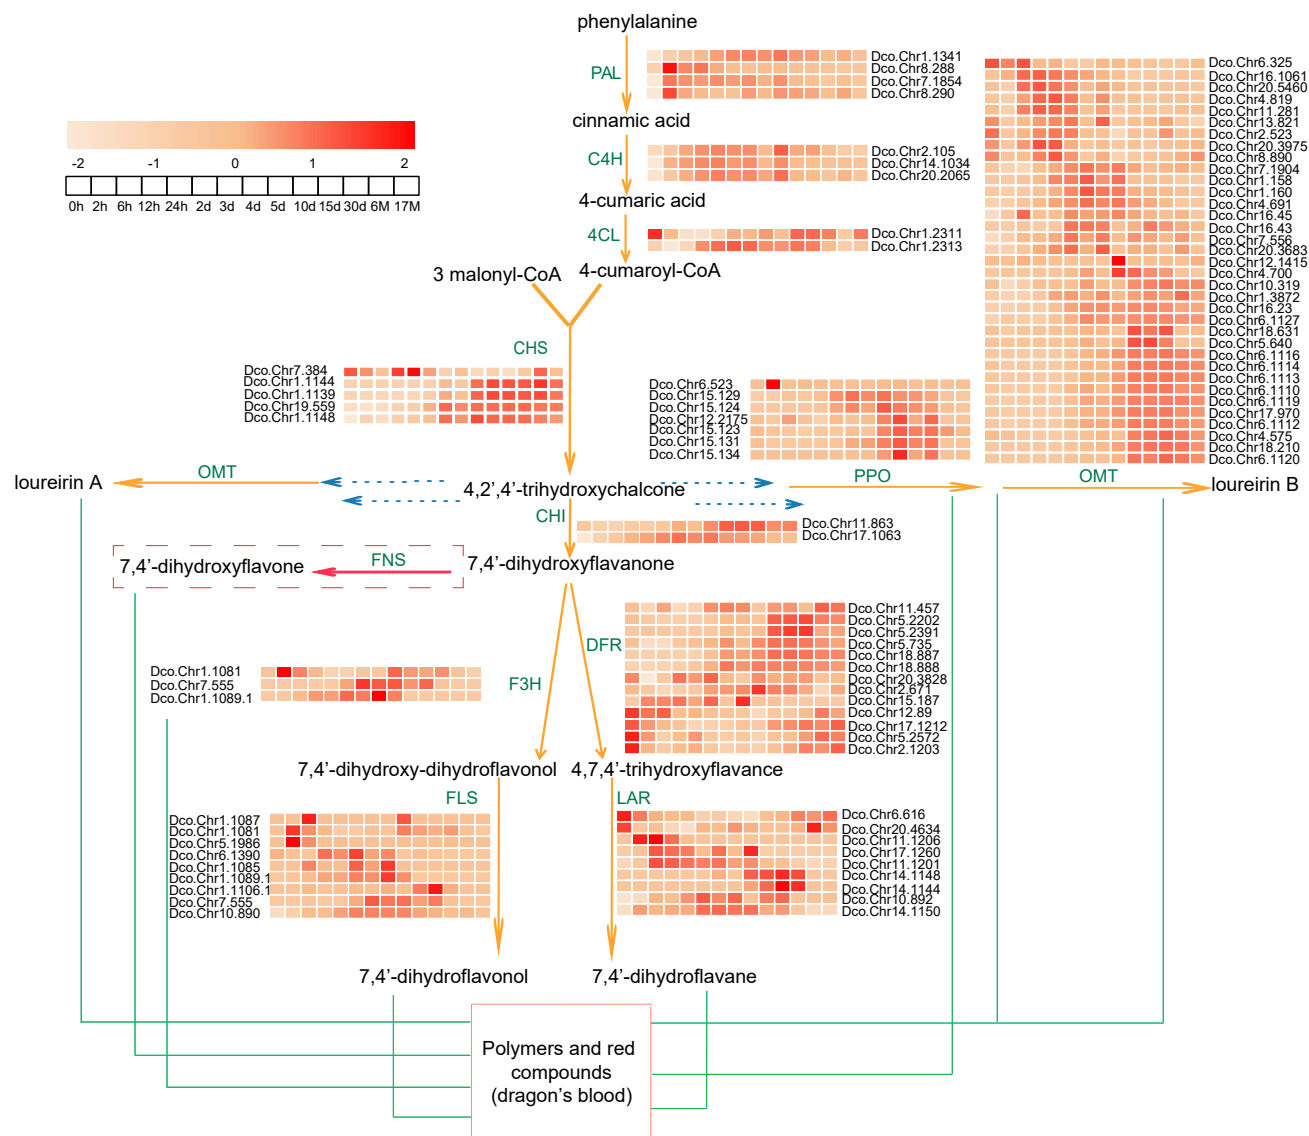 phenylalanine
PAL
Dco.Chr1.1341
Dco.Chr8.288
Dco.Chr7.1854
Dco.Chr8.290
cinnamic acid
C4H
Dco.Chr2.105
Dco.Chr14.1034
Dco.Chr20.2065
4-cumaric acid
4CL
Dco.Chr1.2311
Dco.Chr1.2313
3 malonyl-CoA
4-cumaroyl-CoA
-2 -1 0 1 2
0h 2h 6h 12h 24h 2d 3d 4d 5d 10d 15d 30d 6M 17M
Dco.Chr6.325
Dco.Chr16.1061
Dco.Chr20.5460
Dco.Chr4.819
Dco.Chr11.281
Dco.Chr13.821
Dco.Chr2.523
Dco.Chr20.3975
Dco.Chr8.890
Dco.Chr7.1904
Dco.Chr1.158
Dco.Chr1.160
Dco.Chr4.691
Dco.Chr16.45
Dco.Chr16.43
Dco.Chr7.556
Dco.Chr20.3683
Dco.Chr12.1415
Dco.Chr4.700
Dco.Chr10.319
Dco.Chr1.3872
Dco.Chr16.23
Dco.Chr6.1127
Dco.Chr18.631
Dco.Chr5.640
Dco.Chr6.1116
Dco.Chr6.1114
Dco.Chr6.1113
Dco.Chr6.1110
Dco.Chr6.1119
Dco.Chr17.970
Dco.Chr6.1112
Dco.Chr4.575
Dco.Chr18.210
Dco.Chr6.1120
CHS
Dco.Chr7.384
Dco.Chr1.1144
Dco.Chr1.1139
Dco.Chr19.559
Dco.Chr1.1148
Dco.Chr6.523
Dco.Chr15.129
Dco.Chr15.124
Dco.Chr12.2175
Dco.Chr15.123
Dco.Chr15.131
Dco.Chr15.134
loureirin A
OMT
4,2',4'-trihydroxychalcone
PPO
OMT
loureirin B
CHI
Dco.Chr11.863
Dco.Chr17.1063
7,4'-dihydroxyflavone
FNS
7,4'-dihydroxyflavanone
DFR
Dco.Chr11.457
Dco.Chr5.2202
Dco.Chr5.2391
Dco.Chr5.735
Dco.Chr18.887
Dco.Chr18.888
Dco.Chr20.3828
Dco.Chr2.671
Dco.Chr15.187
Dco.Chr12.89
Dco.Chr17.1212
Dco.Chr5.2572
Dco.Chr2.1203
F3H
Dco.Chr1.1081
Dco.Chr7.555
Dco.Chr1.1089.1
7,4'-dihydroxy-dihydroflavonol
4,7,4'-trihydroxyflavance
FLS
Dco.Chr1.1087
Dco.Chr1.1081
Dco.Chr5.1986
Dco.Chr6.1390
Dco.Chr1.1085
Dco.Chr1.1089.1
Dco.Chr1.1106.1
Dco.Chr7.555
Dco.Chr10.890
LAR
Dco.Chr6.616
Dco.Chr20.4634
Dco.Chr11.1206
Dco.Chr17.1260
Dco.Chr11.1201
Dco.Chr14.1148
Dco.Chr14.1144
Dco.Chr10.892
Dco.Chr14.1150
7,4'-dihydroflavonol
7,4'-dihydroflavane
Polymers and red
compounds
(dragon's blood)